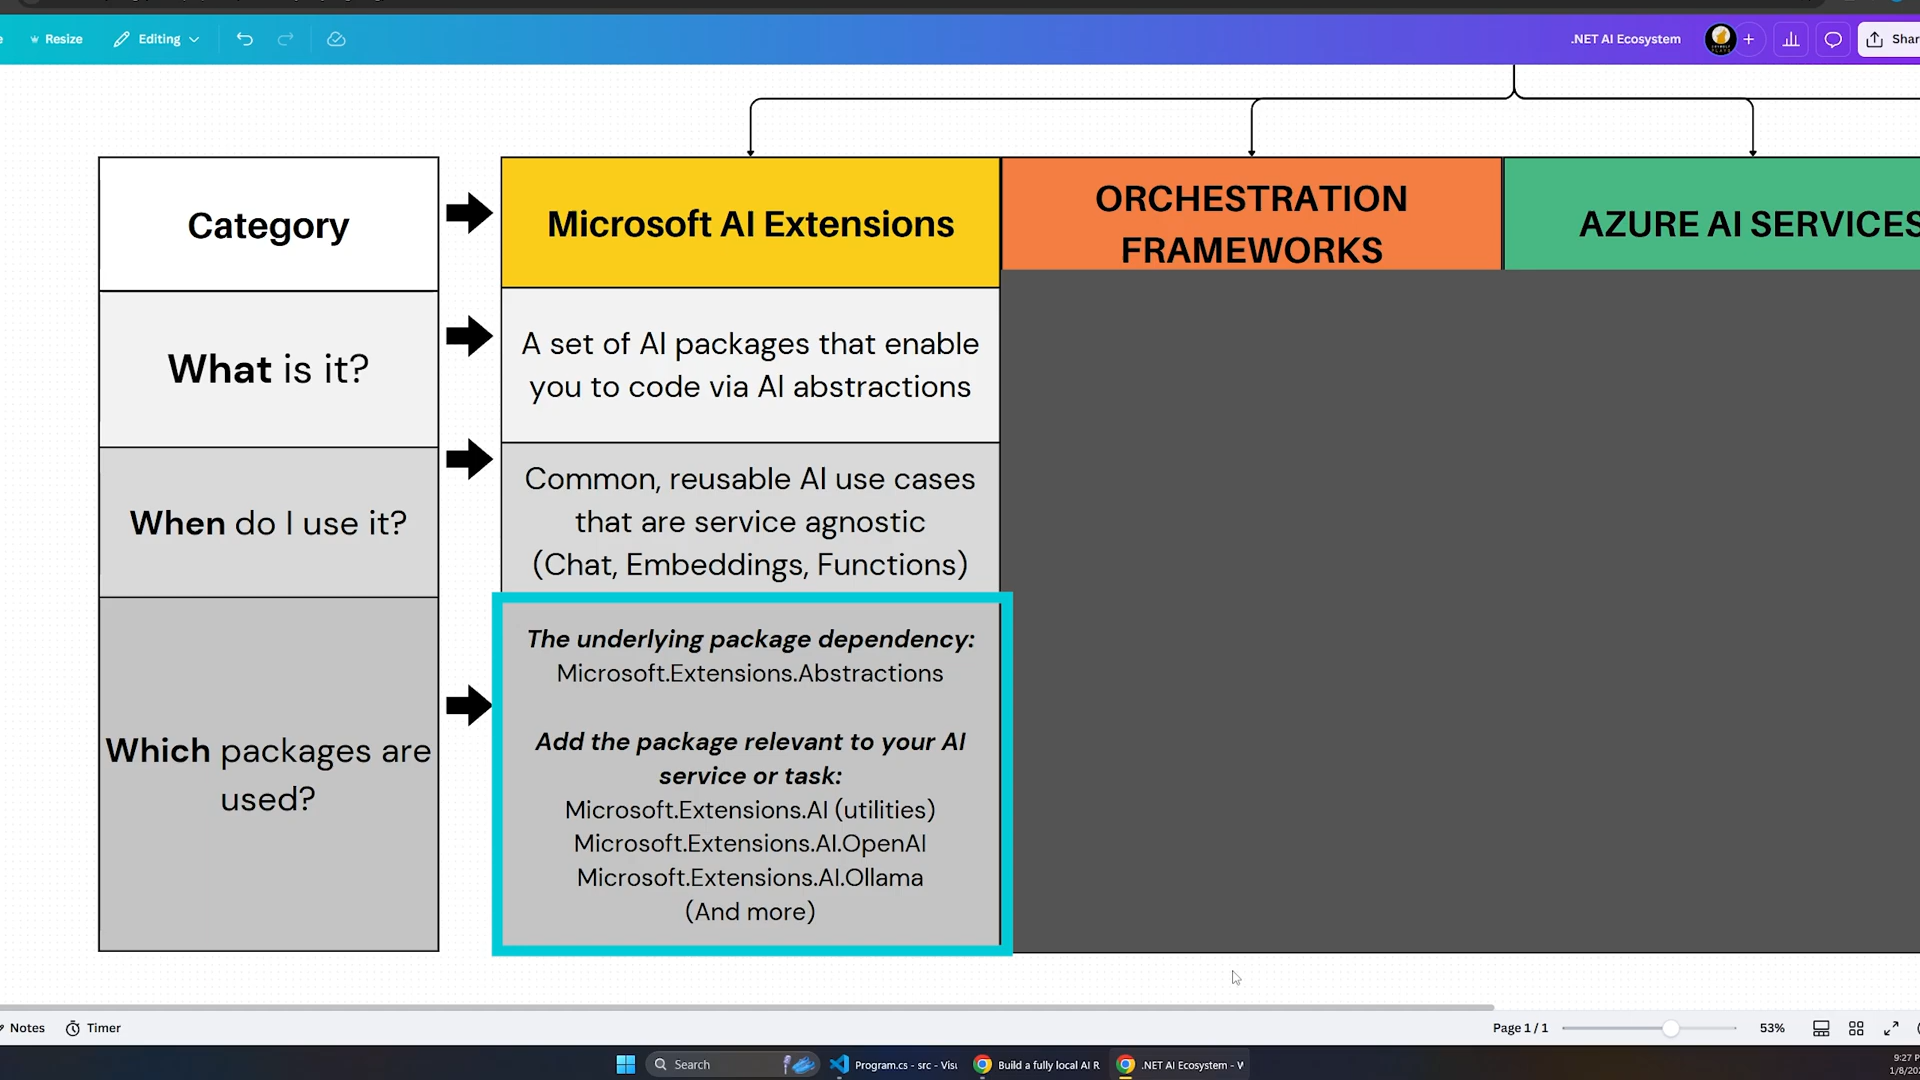 Resize
Editing
.NET AI Ecosystem
Category
Microsoft AI Extensions
ORCHESTRATION
FRAMEWORKS
AZURE AI SERVICES
What is it?
A set of AI packages that enable
you to code via AI abstractions
When do I use it?
Common, reusable AI use cases
that are service agnostic
(Chat, Embeddings, Functions)
Which packages are
used?
The underlying package dependency:
Microsoft.Extensions.Abstractions
Add the package relevant to your AI
service or task:
Microsoft.Extensions.AI (utilities)
Microsoft.Extensions.AI.OpenAI
Microsoft.Extensions.AI.Ollama
(And more)
Notes
Timer
Page 1 / 1
53%
Search
Program.cs - src - Visu
Build a fully local AI R
.NET AI Ecosystem - W
9:27 P
1/8/20